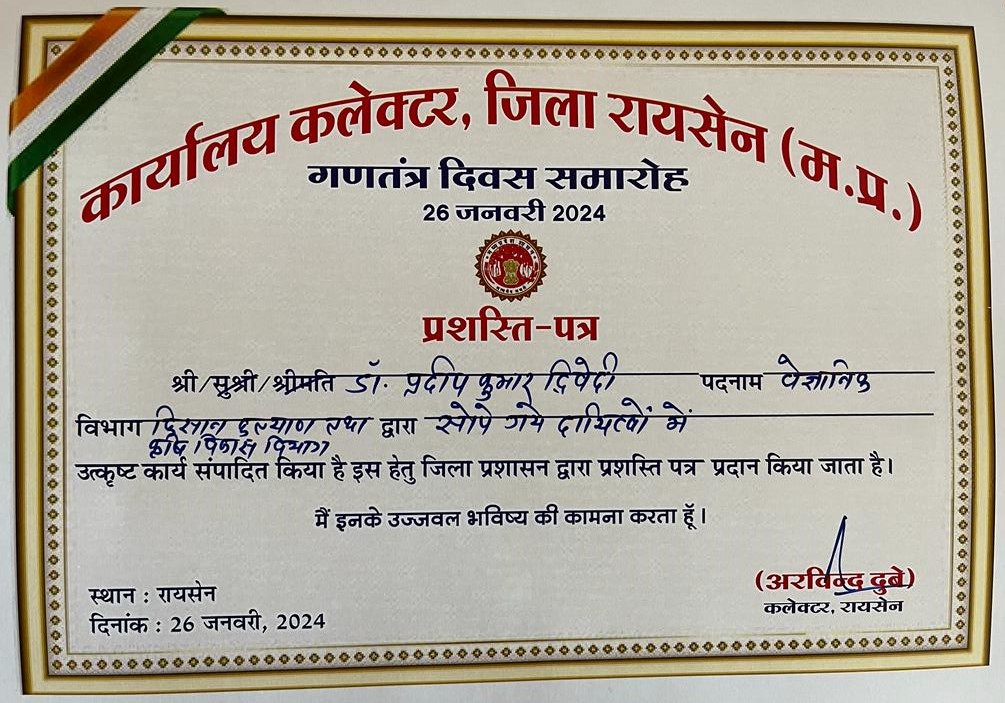 कार्यालय कलेक्टर, जिला रायसेन (म.प्र.)
गणतंत्र दिवस समारोह
26 जनवरी 2024
प्रशस्ति-पत्र
श्री/सुश्री/श्रीमति डॉ. प्रदीप कुमार द्विवेदी पदनाम वैज्ञानिक
विभाग किसान कल्याण तथा द्वारा सोपे गये दायित्वों में
कृषि विकास विभाग
उत्कृष्ट कार्य संपादित किया है इस हेतु जिला प्रशासन द्वारा प्रशस्ति पत्र प्रदान किया जाता है।
मैं इनके उज्जवल भविष्य की कामना करता हूँ।
(अरविन्द दुबे)
कलेक्टर, रायसेन
स्थान : रायसेन
दिनांक : 26 जनवरी, 2024